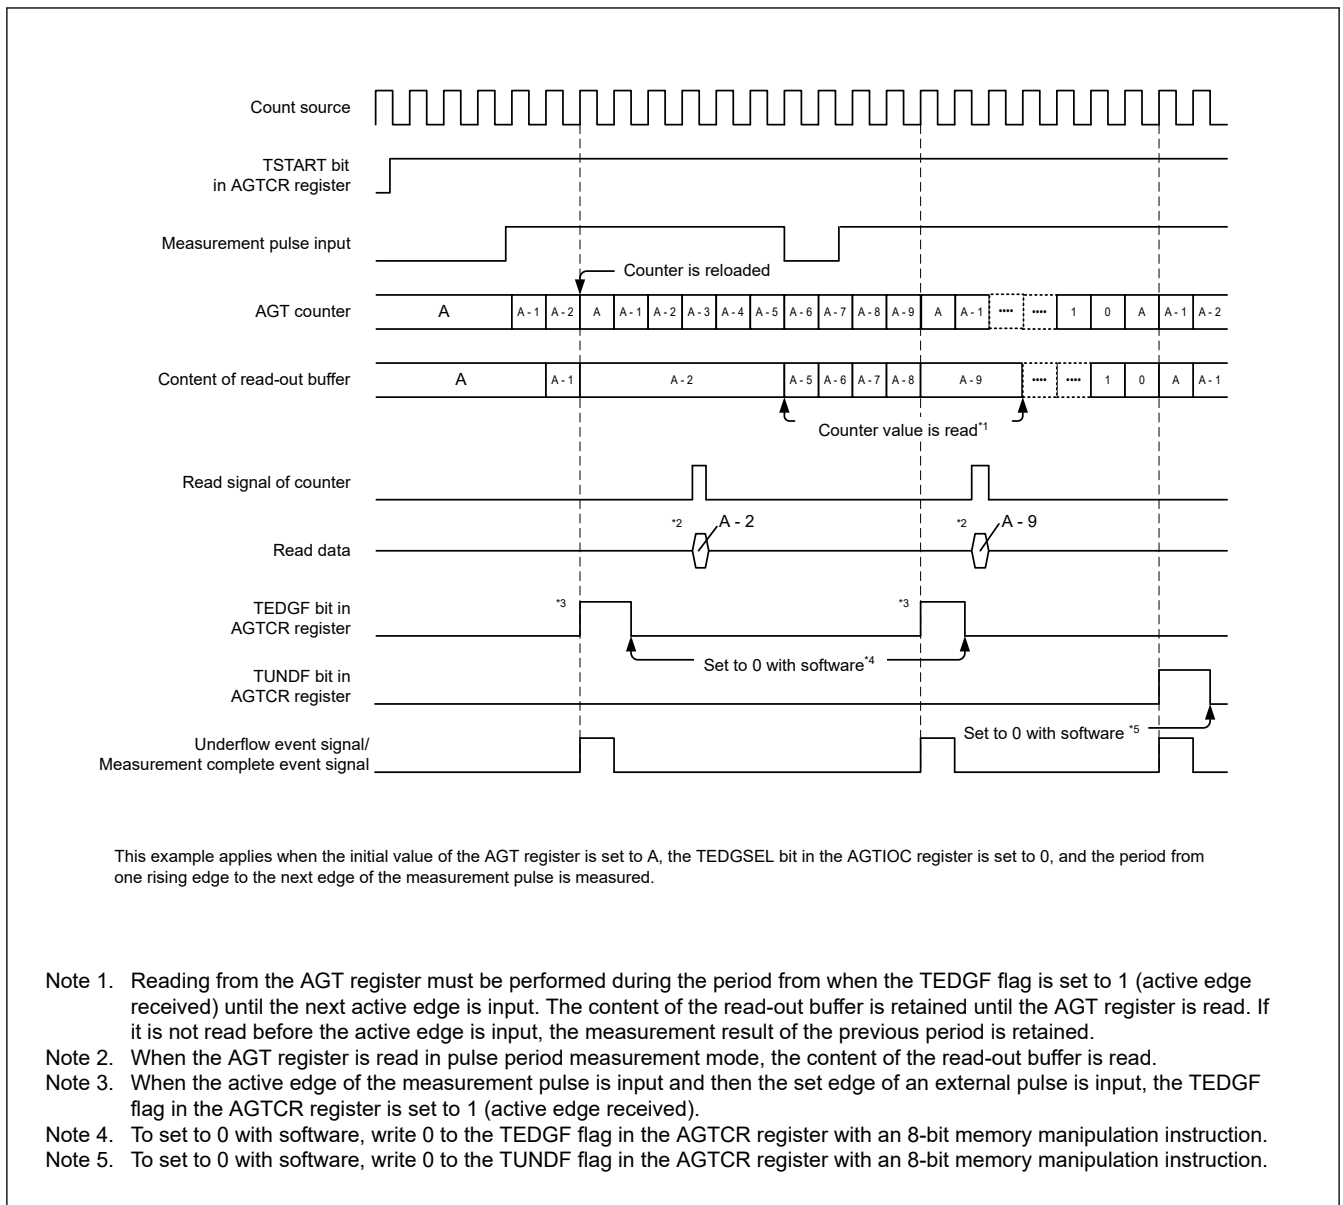 Count source
TSTART bit
in AGTCR register
Measurement pulse input
Counter is reloaded
AGT counter
A A - 1 A - 2 A A - 1 A - 2 A - 3 A - 4 A - 5 A - 6 A - 7 A - 8 A - 9 A A - 1 •••• •••• 1 0 A A - 1 A - 2
Content of read-out buffer
A A - 1 A - 2 A - 5 A - 6 A - 7 A - 8 A - 9 •••• •••• 1 0 A A - 1
Counter value is read*1
Read signal of counter
*2 A - 2 *2 A - 9
Read data
TEDGF bit in
AGTCR register
*3 *3
Set to 0 with software*4
TUNDF bit in
AGTCR register
Set to 0 with software *5
Underflow event signal/
Measurement complete event signal
This example applies when the initial value of the AGT register is set to A, the TEDGSEL bit in the AGTIOC register is set to 0, and the period from
one rising edge to the next edge of the measurement pulse is measured.
Note 1. Reading from the AGT register must be performed during the period from when the TEDGF flag is set to 1 (active edge
received) until the next active edge is input. The content of the read-out buffer is retained until the AGT register is read. If
it is not read before the active edge is input, the measurement result of the previous period is retained.
Note 2. When the AGT register is read in pulse period measurement mode, the content of the read-out buffer is read.
Note 3. When the active edge of the measurement pulse is input and then the set edge of an external pulse is input, the TEDGF
flag in the AGTCR register is set to 1 (active edge received).
Note 4. To set to 0 with software, write 0 to the TEDGF flag in the AGTCR register with an 8-bit memory manipulation instruction.
Note 5. To set to 0 with software, write 0 to the TUNDF flag in the AGTCR register with an 8-bit memory manipulation instruction.